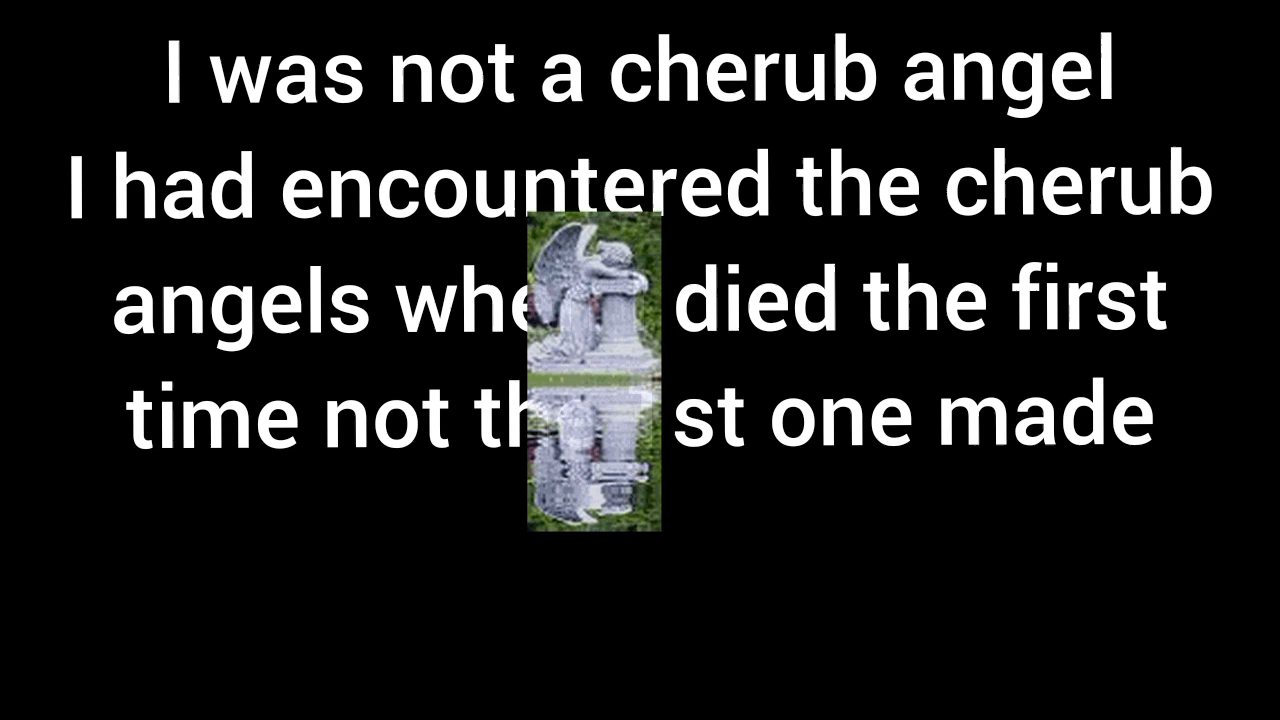 I was not a cherub angel
I had encountered the cherub
angels died the first
time not one made